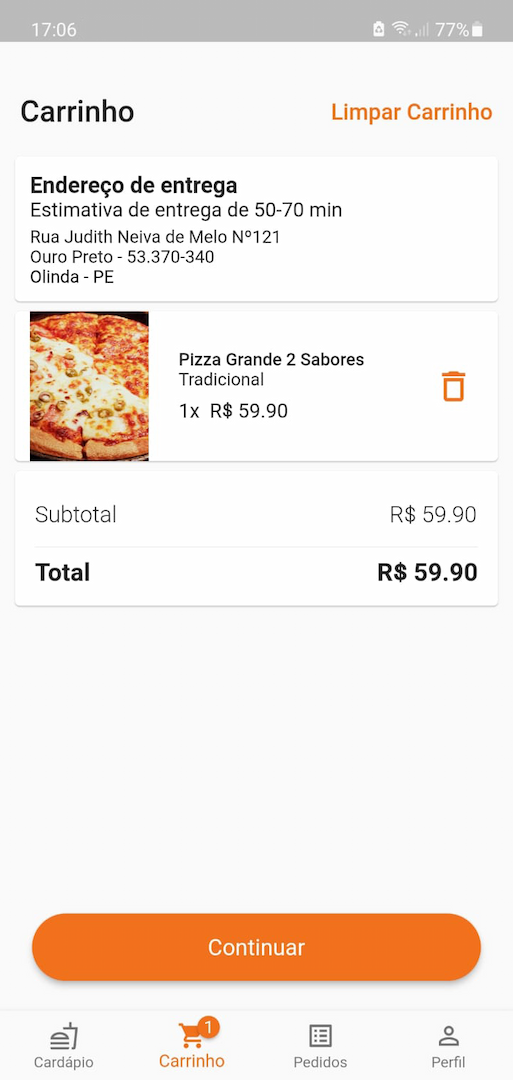 17:06
77%
Carrinho
Limpar Carrinho
Endereço de entrega
Estimativa de entrega de 50-70 min
Rua Judith Neiva de Melo Nº121
Ouro Preto - 53.370-340
Olinda - PE
Pizza Grande 2 Sabores
Tradicional
1x R$ 59.90
Subtotal
R$ 59.90
Total
R$ 59.90
Continuar
1
Cardápio
Carrinho
Pedidos
Perfil